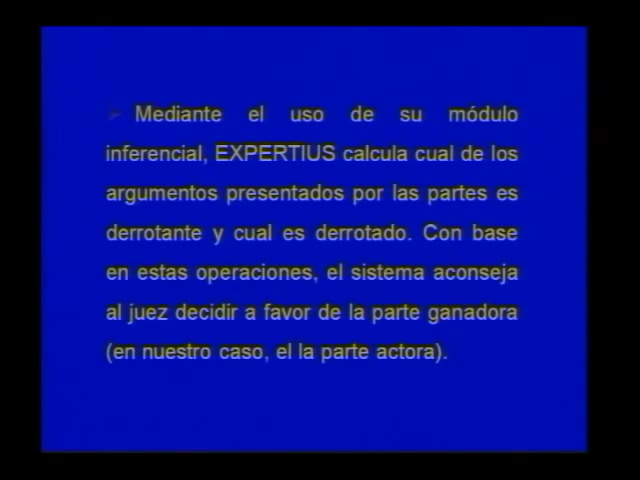 ➢ Mediante el uso de su módulo
inferencial, EXPERTIUS calcula cual de los
argumentos presentados por las partes es
derrotante y cual es derrotado. Con base
en estas operaciones, el sistema aconseja
al juez decidir a favor de la parte ganadora
(en nuestro caso, el la parte actora).